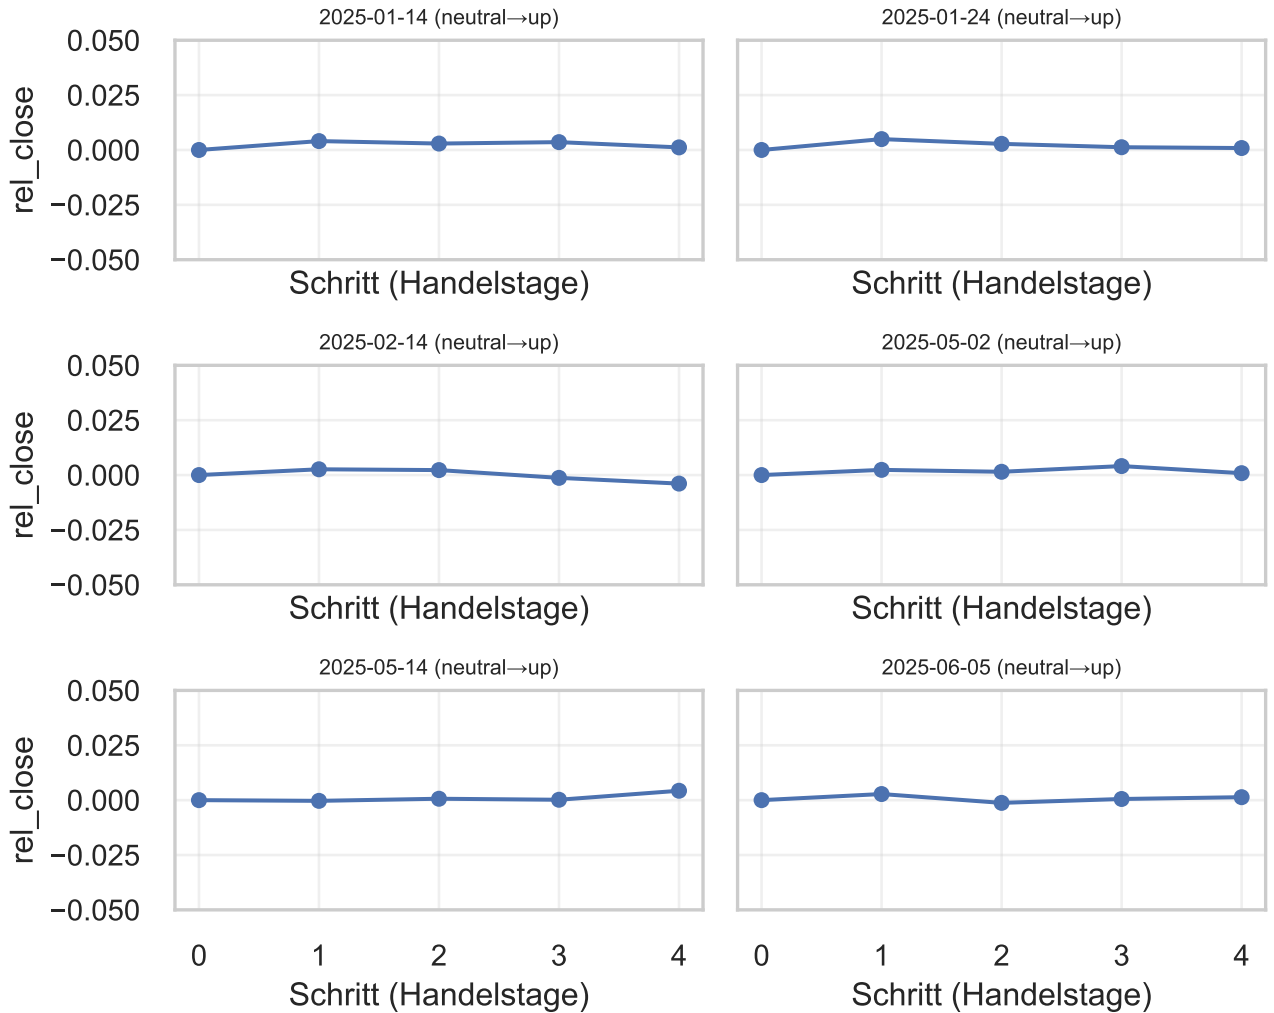 2025-01-14 (neutral→up)
2025-01-24 (neutral→up)
0.050
0.025
0.000
−0.025
−0.050
rel_close
Schritt (Handelstage)
Schritt (Handelstage)
2025-02-14 (neutral→up)
2025-05-02 (neutral→up)
0.050
0.025
0.000
−0.025
−0.050
rel_close
Schritt (Handelstage)
Schritt (Handelstage)
2025-05-14 (neutral→up)
2025-06-05 (neutral→up)
0.050
0.025
0.000
−0.025
−0.050
rel_close
0 1 2 3 4
0 1 2 3 4
Schritt (Handelstage)
Schritt (Handelstage)